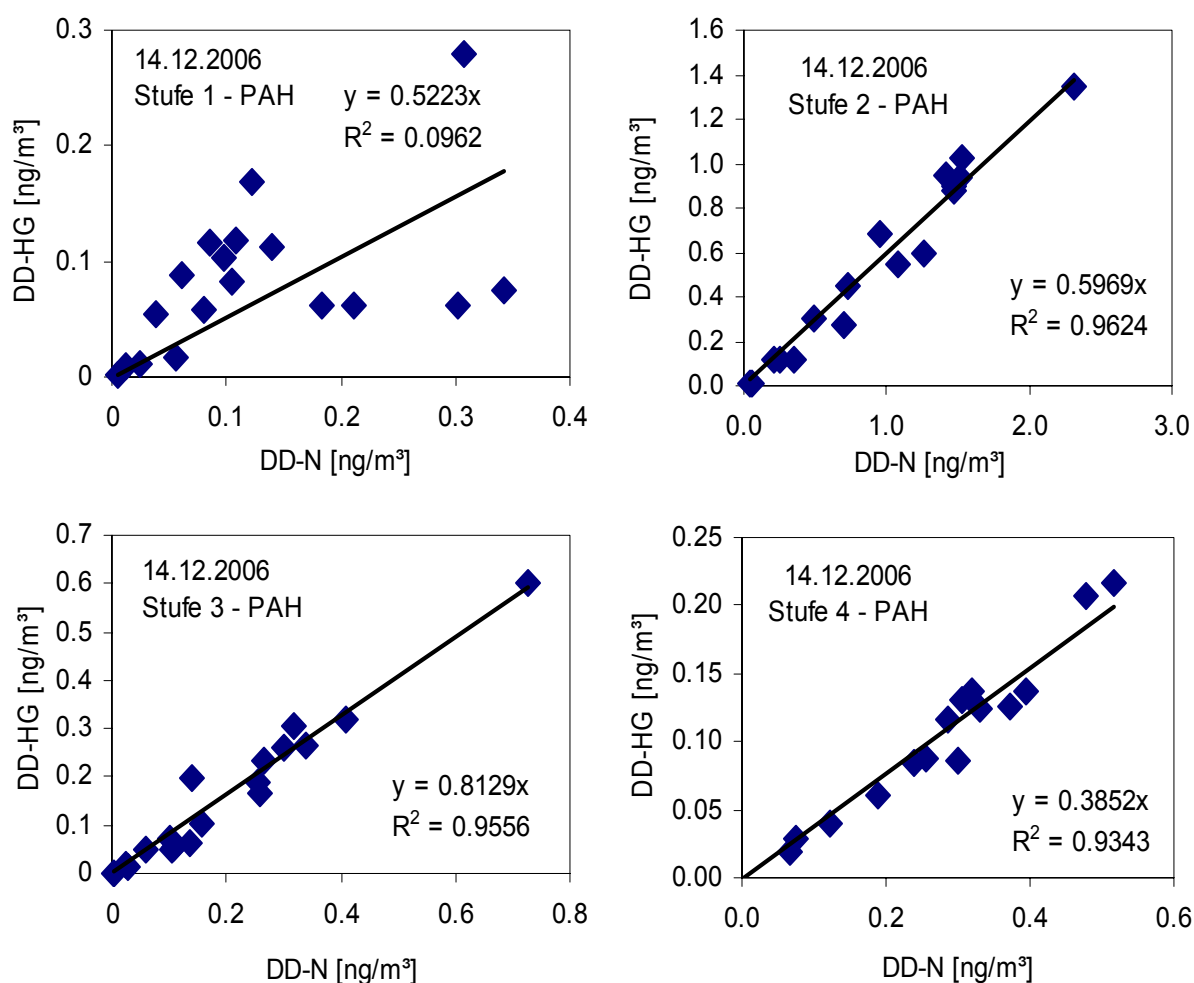 0.3
0.2
0.1
0
DD-HG [ng/m³]
14.12.2006
Stufe 1 - PAH
y = 0.5223x
R² = 0.0962
0 0.1 0.2 0.3 0.4
DD-N [ng/m³]
1.6
1.4
1.2
1.0
0.8
0.6
0.4
0.2
0.0
DD-HG [ng/m³]
14.12.2006
Stufe 2 - PAH
y = 0.5969x
R² = 0.9624
0.0 1.0 2.0 3.0
DD-N [ng/m³]
0.7
0.6
0.5
0.4
0.3
0.2
0.1
0
DD-HG [ng/m³]
14.12.2006
Stufe 3 - PAH
y = 0.8129x
R² = 0.9556
0 0.2 0.4 0.6 0.8
DD-N [ng/m³]
0.25
0.20
0.15
0.10
0.05
0.00
DD-HG [ng/m³]
14.12.2006
Stufe 4 - PAH
y = 0.3852x
R² = 0.9343
0.0 0.2 0.4 0.6
DD-N [ng/m³]